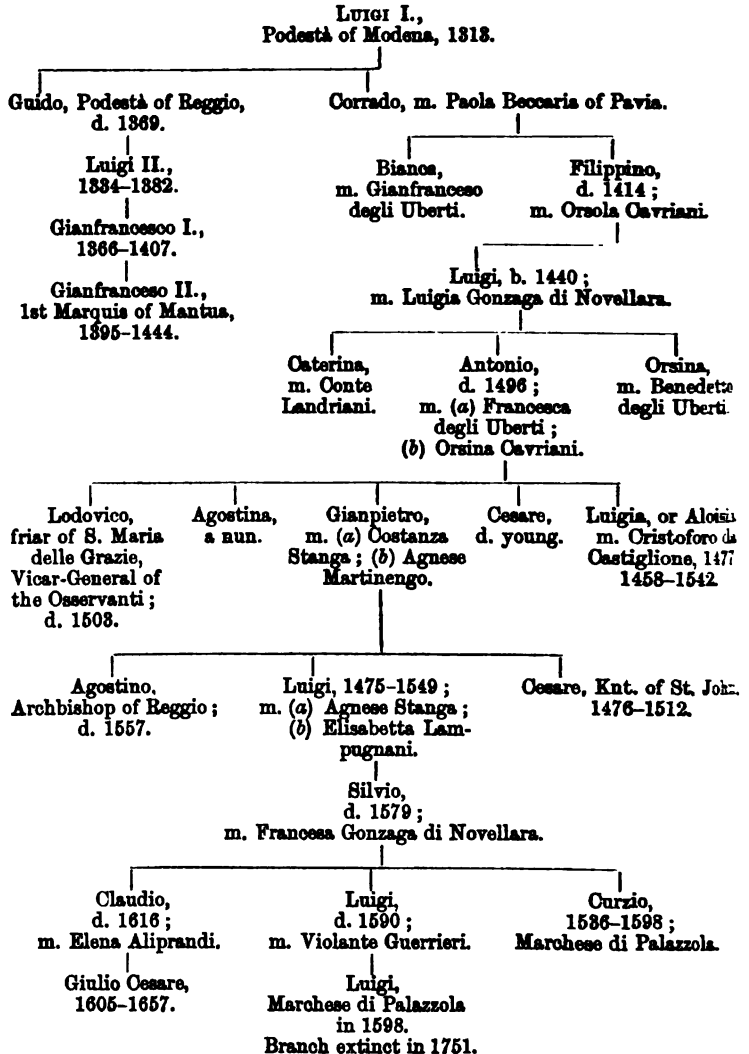 LUIGI I.,
Podestà of Modena, 1313.
Guido, Podestà of Reggio,
d. 1369.
Corrado, m. Paola Beccaria of Pavia.
Luigi II.,
1334–1382.
Bianca,
m. Gianfranceso
degli Uberti.
Filippino,
d. 1414;
m. Orsola Cavriani.
Gianfrancesco I.,
1366–1407.
Gianfranceso II.,
1st Marquis of Mantua,
1395–1444.
Luigi, b. 1440;
m. Luigia Gonzaga di Novellara.
Caterina,
m. Conte
Landriani.
Antonio,
d. 1496;
m. (a) Francesca
degli Uberti;
(b) Orsina Cavriani.
Orsina,
m. Benedetto
degli Uberti.
Lodovico,
friar of S. Maria
delle Grazie,
Vicar-General of
the Osservanti;
d. 1503.
Agostina,
a nun.
Gianpietro,
m. (a) Costanza
Stanga; (b) Agnese
Martinengo.
Cesare,
d. young.
Luigia, or Aloisia
m. Cristoforo da
Castiglione, 1477
1458–1542.
Agostino,
Archbishop of Reggio;
d. 1557.
Luigi, 1475–1549;
m. (a) Agnese Stanga;
(b) Elisabetta Lam-
pugnani.
Cesare, Knt. of St. John.
1476–1512.
Silvio,
d. 1579;
m. Francesa Gonzaga di Novellara.
Claudio,
d. 1616;
m. Elena Aliprandi.
Luigi,
d. 1590;
m. Violante Guerrieri.
Curzio,
1536–1598;
Marchese di Palazzola.
Giulio Cesare,
1605–1657.
Luigi,
Marchese di Palazzola
in 1598.
Branch extinct in 1751.